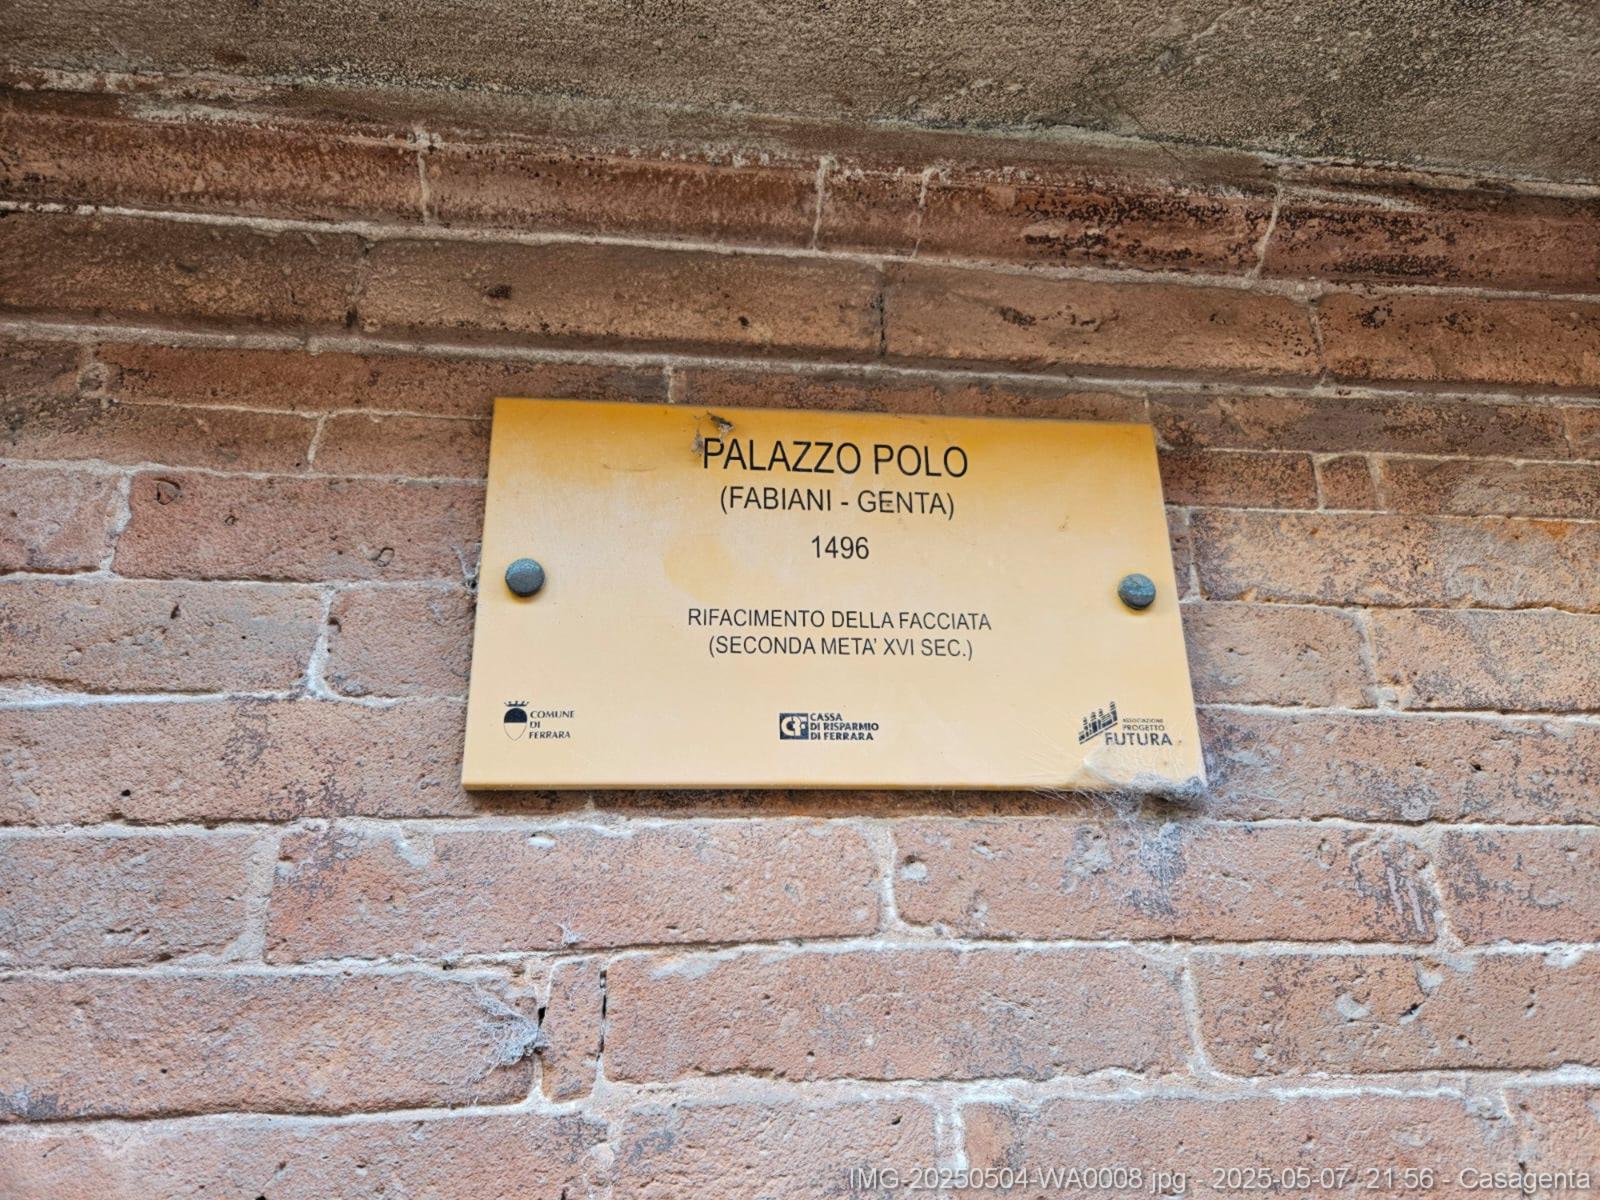 PALAZZO POLO
(FABIANI - GENTA)
1496
RIFACIMENTO DELLA FACCIATA
(SECONDA META' XVI SEC.)
COMUNE
DI
FERRARA
CASSA
DI RISPARMIO
DI FERRARA
ASSOCIAZIONE
PROGETTO
FUTURA
IMG-20250504-WA0008.jpg - 2025-05-07 21:56 - Casagenta